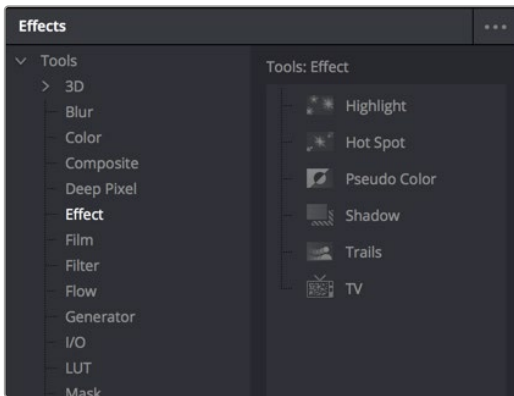 Effects
Tools
3D
Blur
Color
Composite
Deep Pixel
Effect
Film
Filter
Flow
Generator
I/O
LUT
Mask
Tools: Effect
Highlight
Hot Spot
Pseudo Color
Shadow
Trails
TV